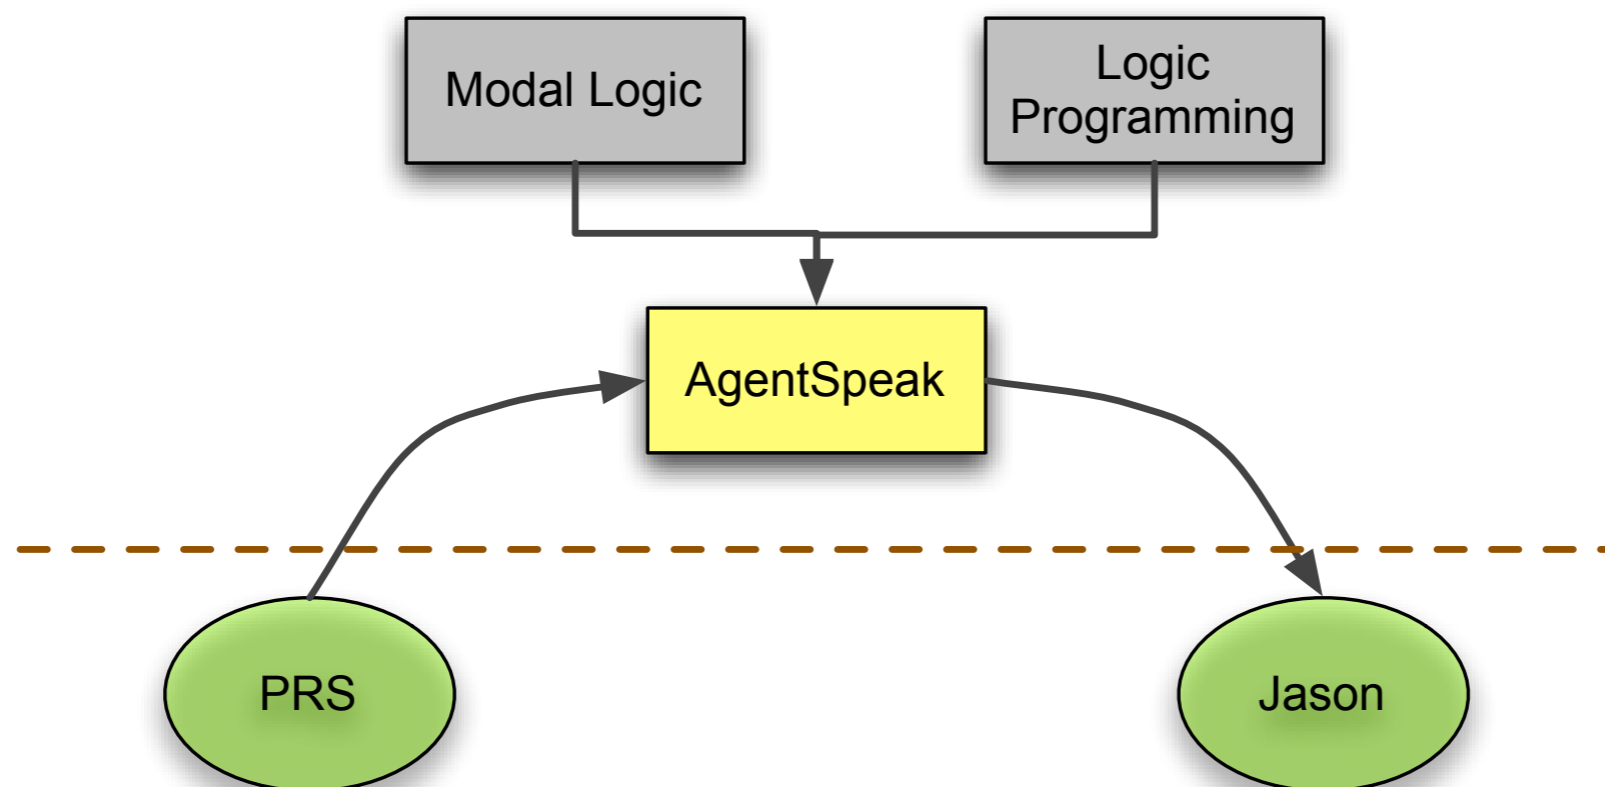 Modal Logic
Logic
Programming
AgentSpeak
PRS
Jason